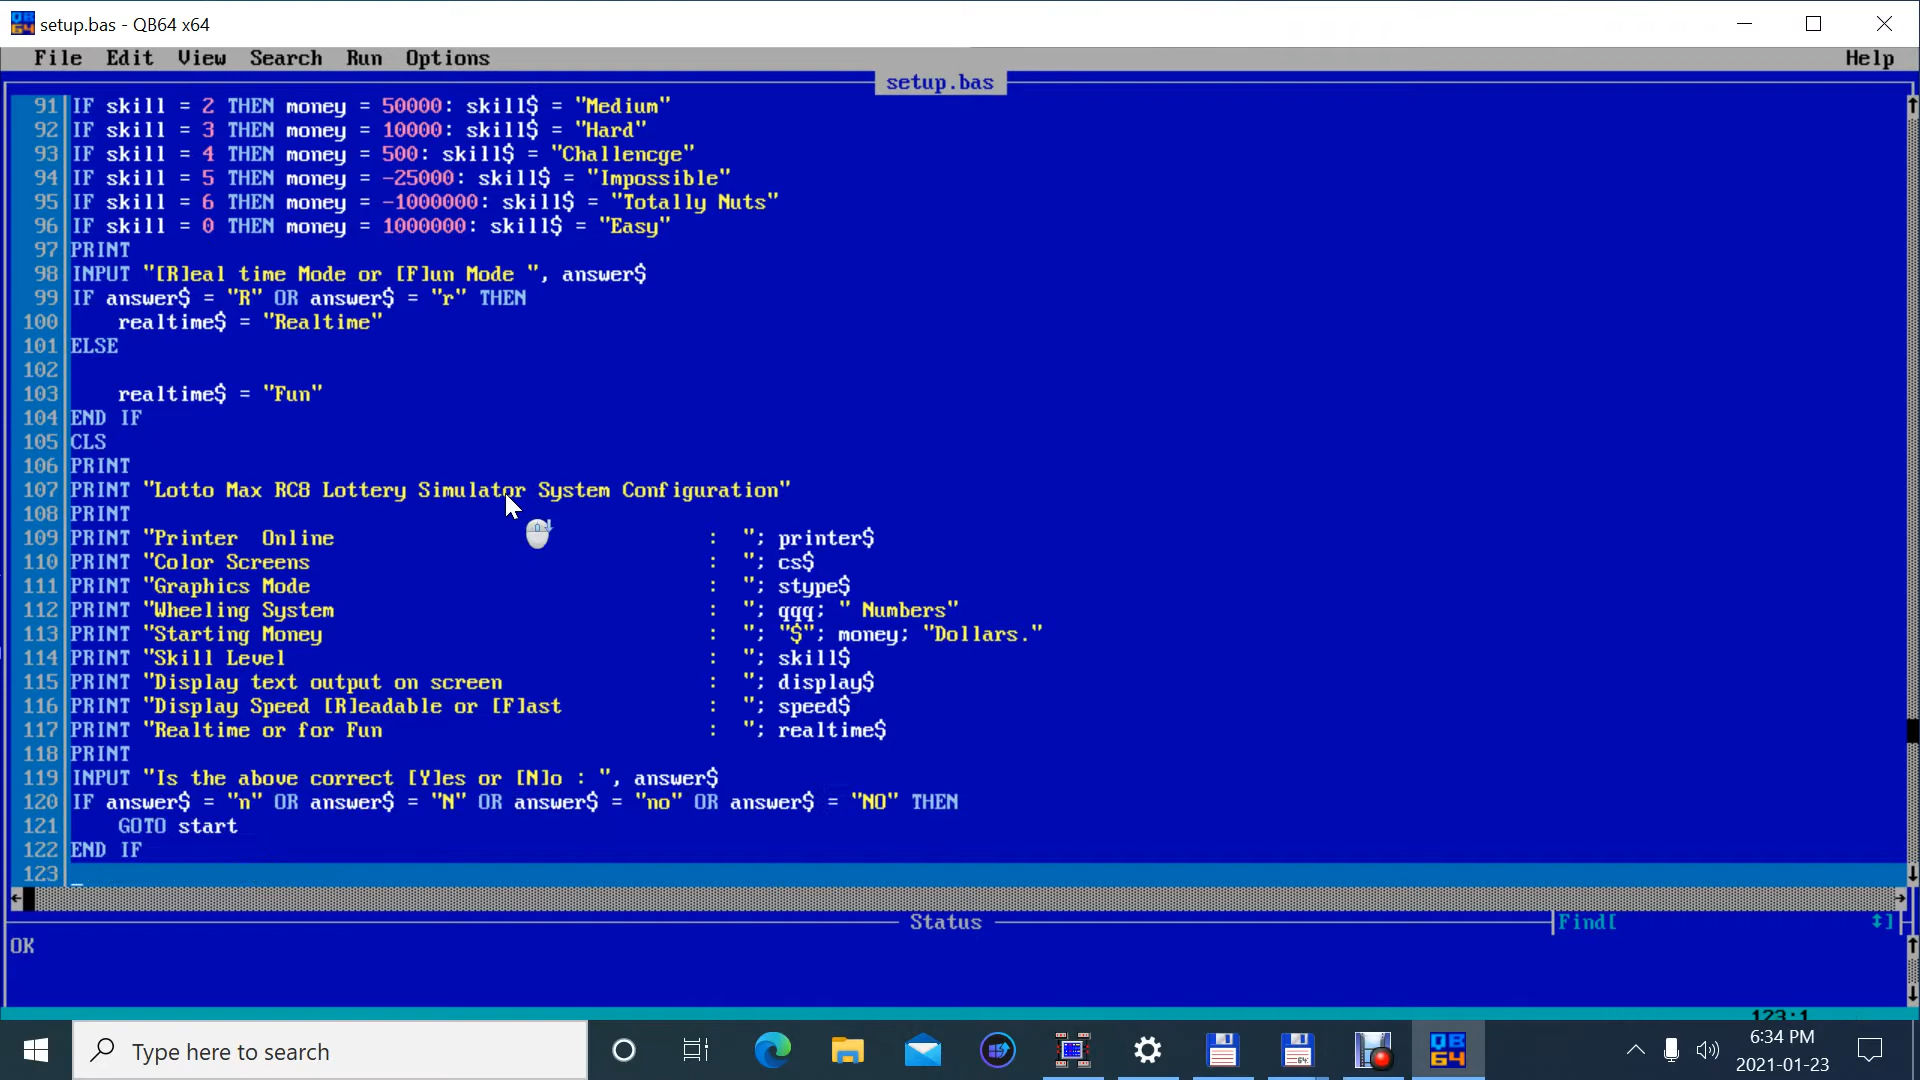 setup.bas - QB64 x64
File Edit View Search Run Options Help
setup.bas
91 IF skill = 2 THEN money = 50000: skill$ = "Medium"
92 IF skill = 3 THEN money = 10000: skill$ = "Hard"
93 IF skill = 4 THEN money = 500: skill$ = "Challencge"
94 IF skill = 5 THEN money = -25000: skill$ = "Impossible"
95 IF skill = 6 THEN money = -1000000: skill$ = "Totally Nuts"
96 IF skill = 0 THEN money = 1000000: skill$ = "Easy"
97 PRINT
98 INPUT "[R]eal time Mode or [F]un Mode ", answer$
99 IF answer$ = "R" OR answer$ = "r" THEN
100     realtime$ = "Realtime"
101 ELSE
102
103     realtime$ = "Fun"
104 END IF
105 CLS
106 PRINT
107 PRINT "Lotto Max RC8 Lottery Simulator System Configuration"
108 PRINT
109 PRINT "Printer  Online                               :  "; printer$
110 PRINT "Color Screens                                 :  "; cs$
111 PRINT "Graphics Mode                                 :  "; stype$
112 PRINT "Wheeling System                               :  "; qqq; " Numbers"
113 PRINT "Starting Money                                :  "; "$"; money; "Dollars."
114 PRINT "Skill Level                                   :  "; skill$
115 PRINT "Display text output on screen                 :  "; display$
116 PRINT "Display Speed [R]eadable or [F]ast            :  "; speed$
117 PRINT "Realtime or for Fun                           :  "; realtime$
118 PRINT
119 INPUT "Is the above correct [Y]es or [N]o : ", answer$
120 IF answer$ = "n" OR answer$ = "N" OR answer$ = "no" OR answer$ = "NO" THEN
121     GOTO start
122 END IF
123
Status
Find[ ]
OK
123:1
Type here to search
6:34 PM
2021-01-23